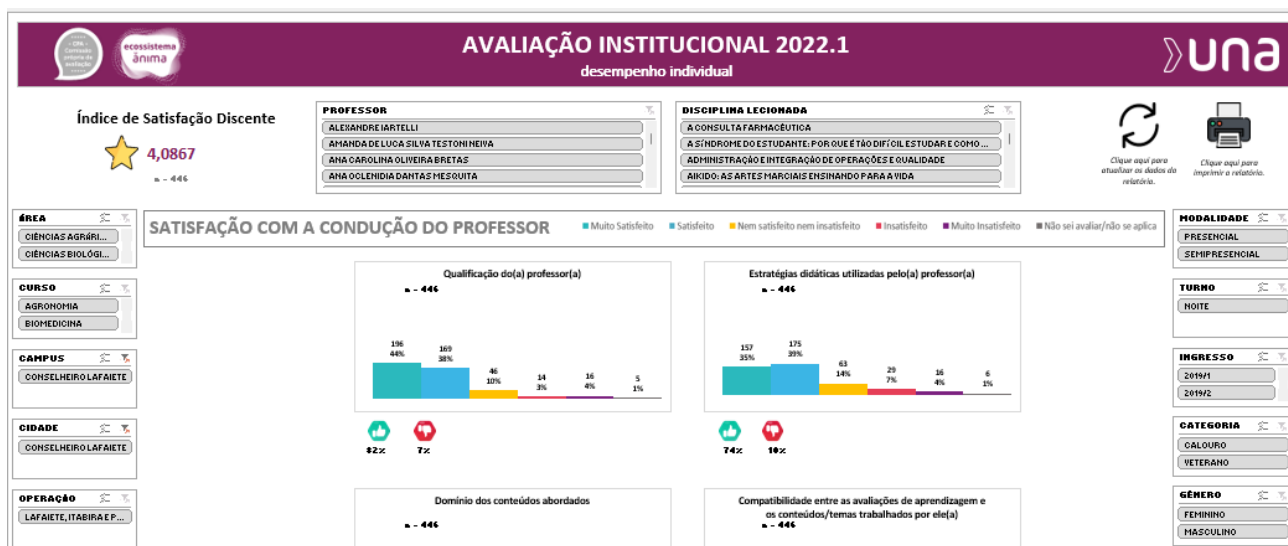 - CPA -
Comissão
própria de
avaliação
ecossistema
ânima
AVALIAÇÃO INSTITUCIONAL 2022.1
desempenho individual
una
Índice de Satisfação Discente
4,0867
n - 446
PROFESSOR
ALEXANDRE IARTELLI
AMANDA DE LUCA SILVA TESTONI NEIVA
ANA CAROLINA OLIVEIRA BRETAS
ANA OCLENIDIA DANTAS MESQUITA
DISCIPLINA LECIONADA
A CONSULTA FARMACÊUTICA
A SÍNDROME DO ESTUDANTE: POR QUE É TÃO DIFÍCIL ESTUDAR E COMO ...
ADMINISTRAÇÃO E INTEGRAÇÃO DE OPERAÇÕES E QUALIDADE
AIKIDO: AS ARTES MARCIAIS ENSINANDO PARA A VIDA
Clique aqui para
atualizar os dados do
relatório.
Clique aqui para
imprimir o relatório.
ÁREA
CIÊNCIAS AGRÁRI...
CIÊNCIAS BIOLÓGI...
CURSO
AGRONOMIA
BIOMEDICINA
CAMPUS
CONSELHEIRO LAFAIETE
CIDADE
CONSELHEIRO LAFAIETE
OPERAÇÃO
LAFAIETE, ITABIRA E P...
SATISFAÇÃO COM A CONDUÇÃO DO PROFESSOR
Muito Satisfeito
Satisfeito
Nem satisfeito nem insatisfeito
Insatisfeito
Muito Insatisfeito
Não sei avaliar/não se aplica
Qualificação do(a) professor(a)
n - 446
196
44%
169
38%
46
10%
14
3%
16
4%
5
1%
82%
7%
Estratégias didáticas utilizadas pelo(a) professor(a)
n - 446
157
35%
175
39%
63
14%
29
7%
16
4%
6
1%
74%
10%
Domínio dos conteúdos abordados
n - 446
Compatibilidade entre as avaliações de aprendizagem e
os conteúdos/temas trabalhados por ele(a)
n - 446
MODALIDADE
PRESENCIAL
SEMIPRESENCIAL
TURNO
NOITE
INGRESSO
2019/1
2019/2
CATEGORIA
CALOURO
VETERANO
GÊNERO
FEMININO
MASCULINO